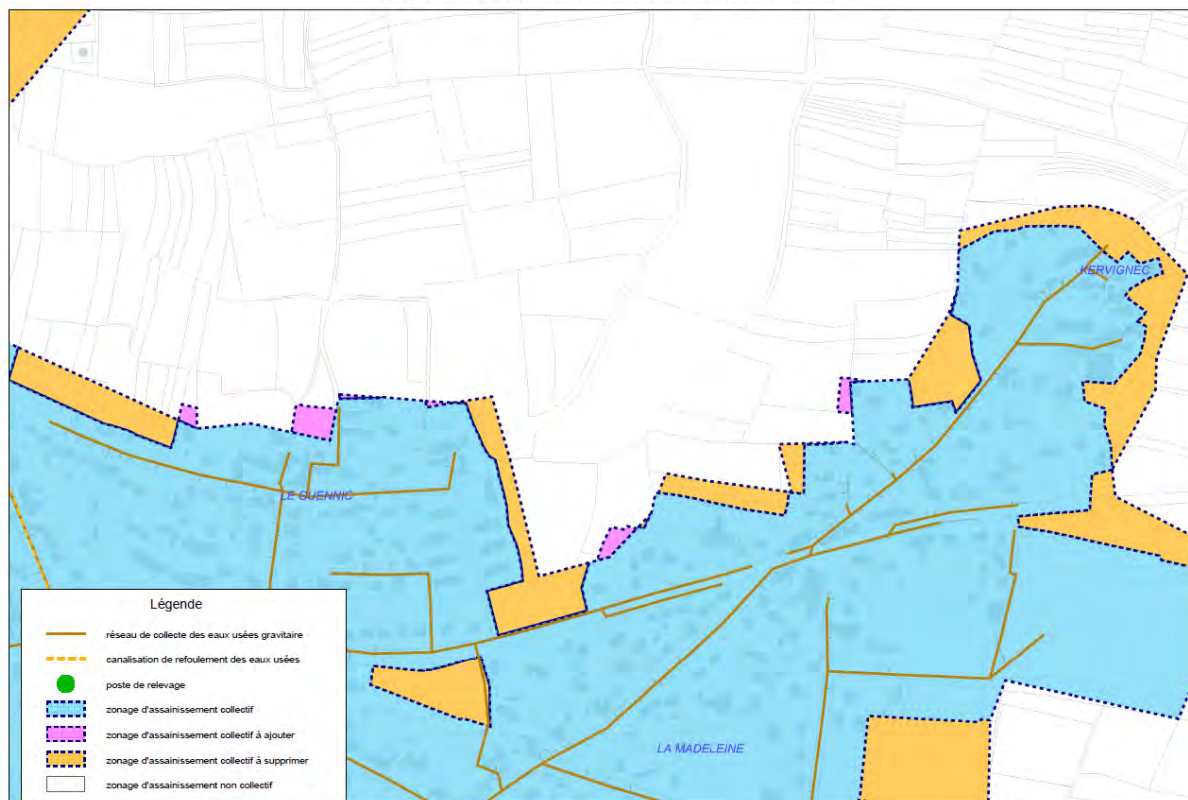 KERVIGNEC
LE GUENNIC
LA MADELEINE
Légende
réseau de collecte des eaux usées gravitaire
canalisation de refoulement des eaux usées
poste de relevage
zonage d'assainissement collectif
zonage d'assainissement collectif à ajouter
zonage d'assainissement collectif à supprimer
zonage d'assainissement non collectif